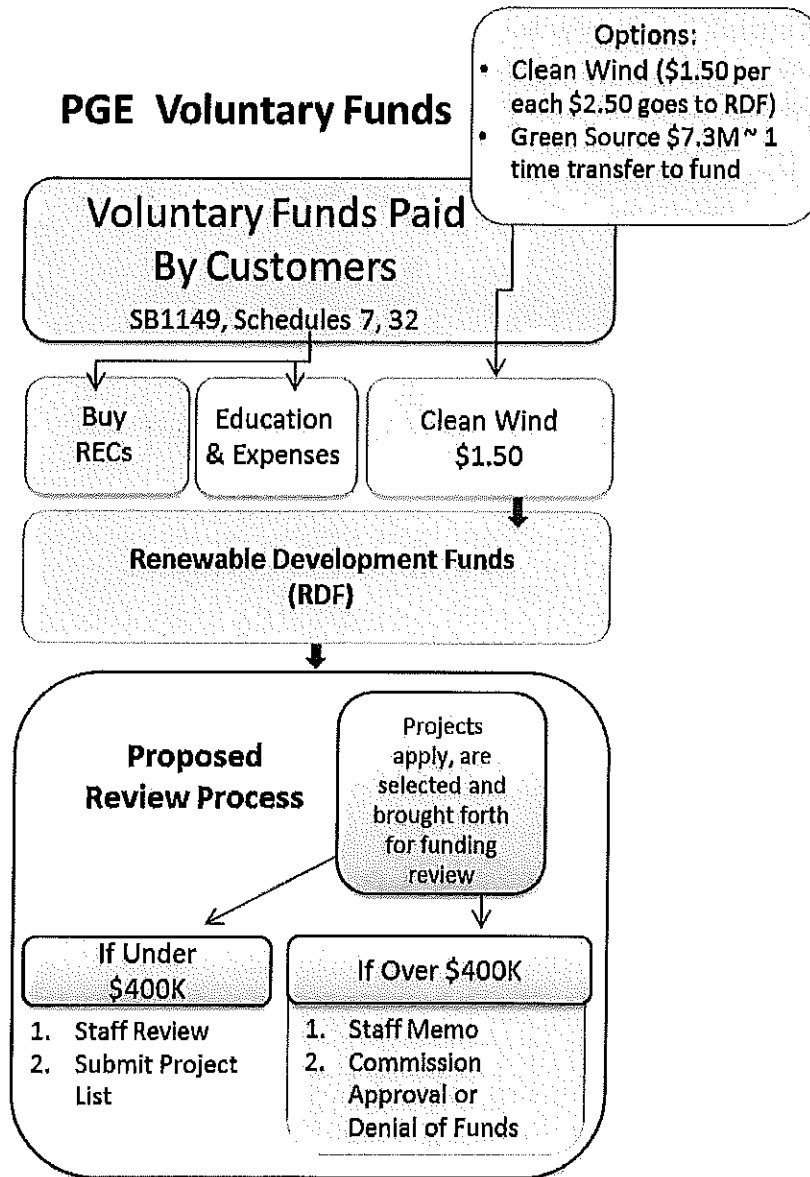 Options:
• Clean Wind ($1.50 per
each $2.50 goes to RDF)
• Green Source $7.3M~ 1
time transfer to fund
PGE Voluntary Funds
Voluntary Funds Paid
By Customers
SB1149, Schedules 7, 32
Buy
RECs
Education
& Expenses
Clean Wind
$1.50
Renewable Development Funds
(RDF)
Proposed
Review Process
Projects
apply, are
selected and
brought forth
for funding
review
If Under
$400K
1. Staff Review
2. Submit Project
List
If Over $400K
1. Staff Memo
2. Commission
Approval or
Denial of Funds